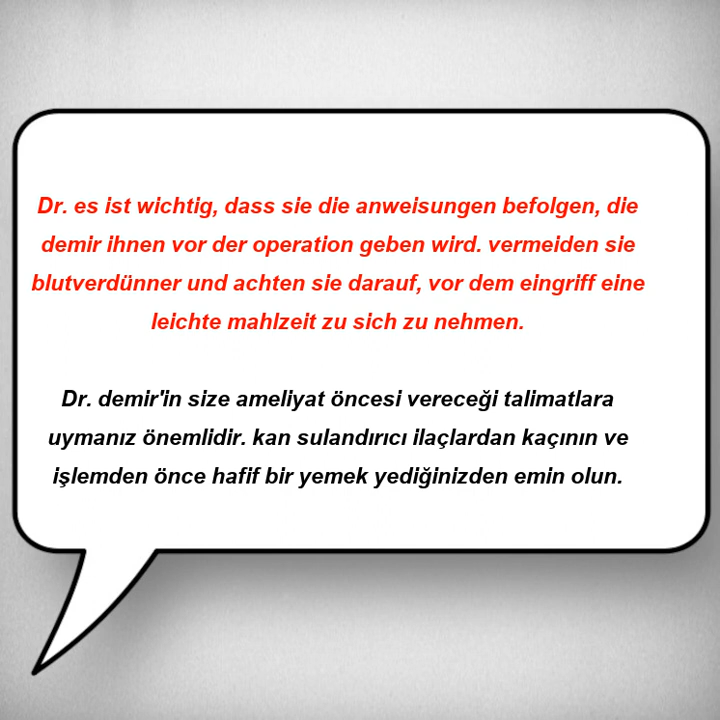 Dr. es ist wichtig, dass sie die anweisungen befolgen, die
demir ihnen vor der operation geben wird. vermeiden sie
blutverdünner und achten sie darauf, vor dem eingriff eine
leichte mahlzeit zu sich zu nehmen.
Dr. demir'in size ameliyat öncesi vereceği talimatlara
uymanız önemlidir. kan sulandırıcı ilaçlardan kaçının ve
işlemden önce hafif bir yemek yediğinizden emin olun.